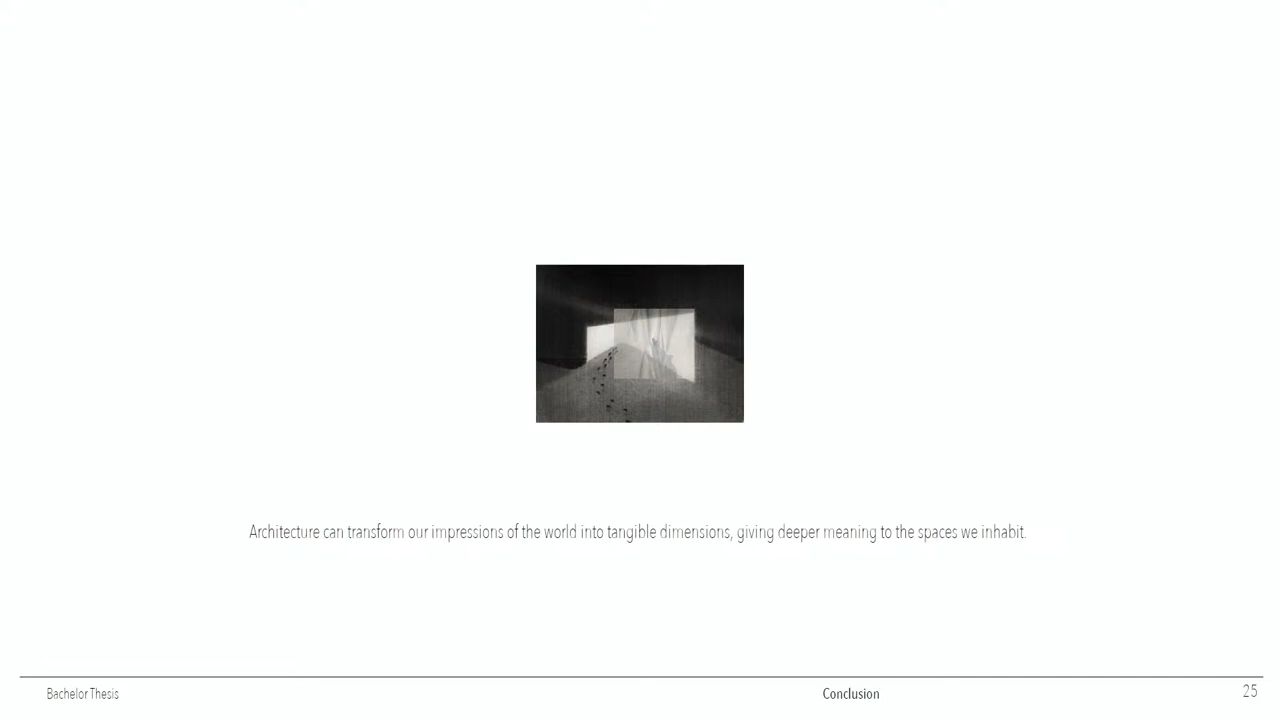 Architecture can transform our impressions of the world into tangible dimensions, giving deeper meaning to the spaces we inhabit.
Bachelor Thesis
Conclusion
25